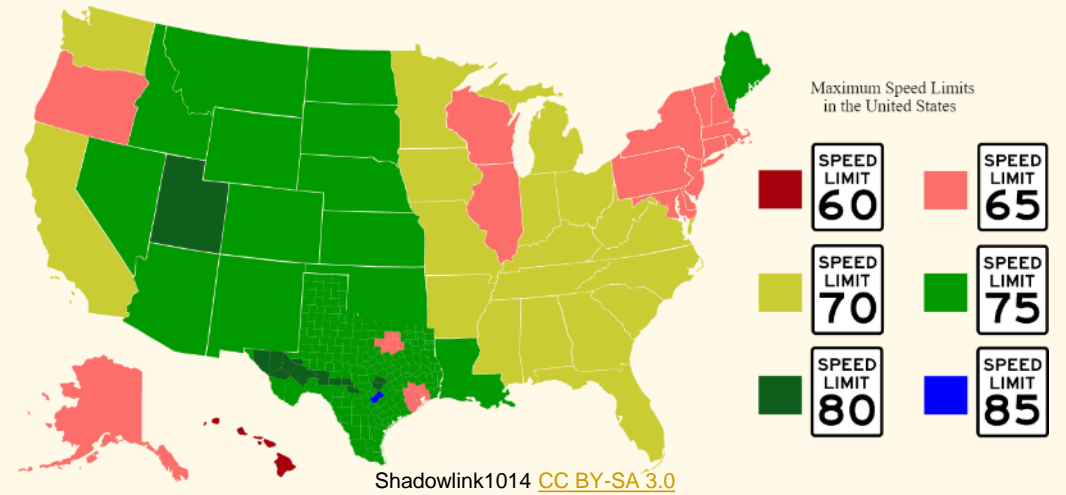 Maximum Speed Limits
in the United States
SPEED
LIMIT
60
SPEED
LIMIT
65
SPEED
LIMIT
70
SPEED
LIMIT
75
SPEED
LIMIT
80
SPEED
LIMIT
85
Shadowlink1014 CC BY-SA 3.0